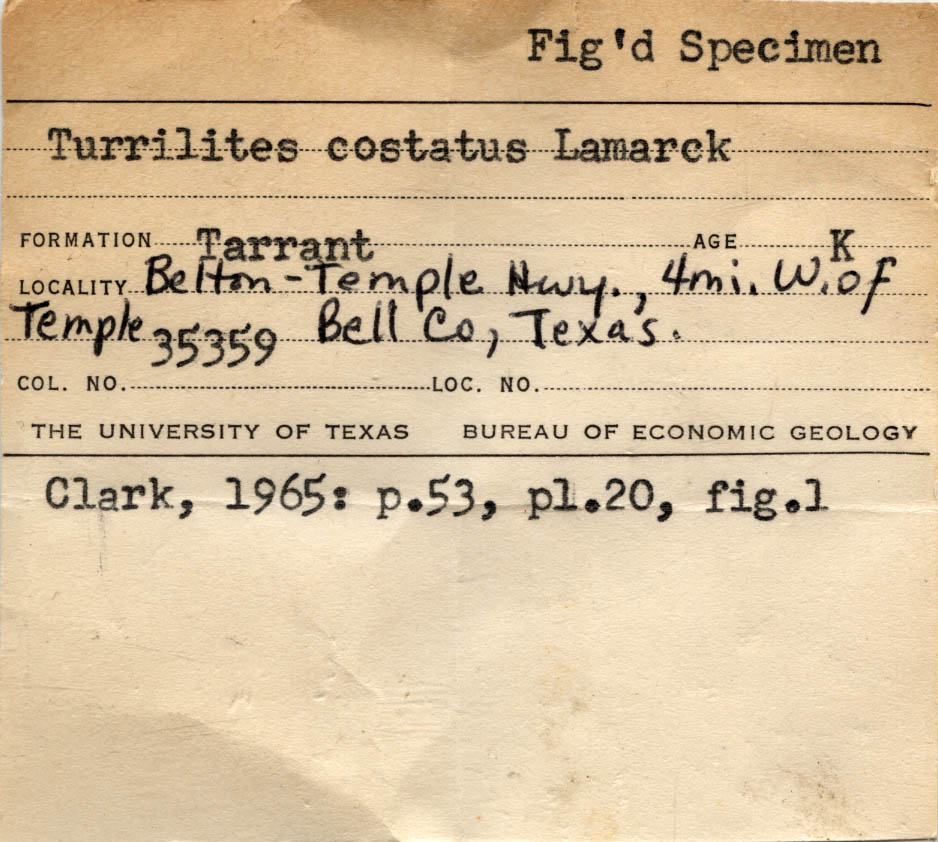 Fig'd Specimen
Turrilites costatus Lamarck
FORMATION Tarrant AGE K
LOCALITY Belton-Temple Hwy., 4mi. W. of
Temple 35359 Bell Co, Texas.
COL. NO. LOC. NO.
THE UNIVERSITY OF TEXAS BUREAU OF ECONOMIC GEOLOGY
Clark, 1965: p.53, pl.20, fig.1